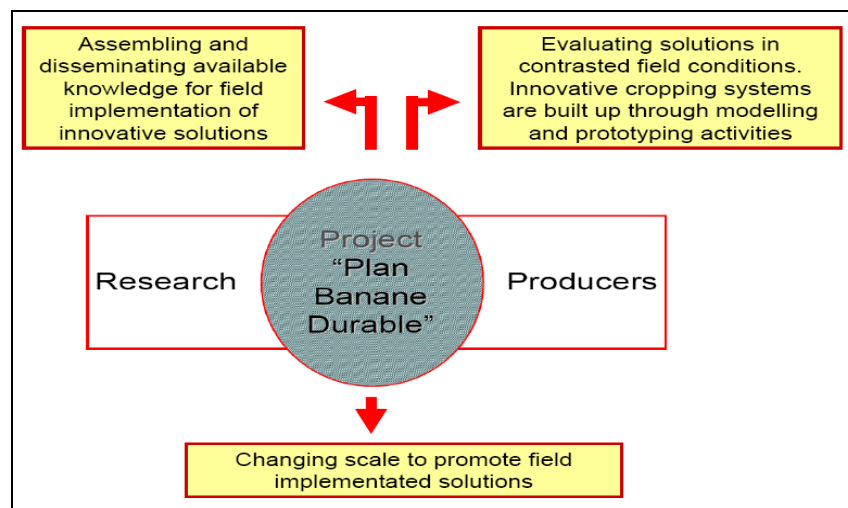 Assembling and
disseminating available
knowledge for field
implementation of
innovative solutions
Evaluating solutions in
contrasted field conditions.
Innovative cropping systems
are built up through modelling
and prototyping activities
Research
Project
“Plan
Banane
Durable”
Producers
Changing scale to promote field
implementated solutions